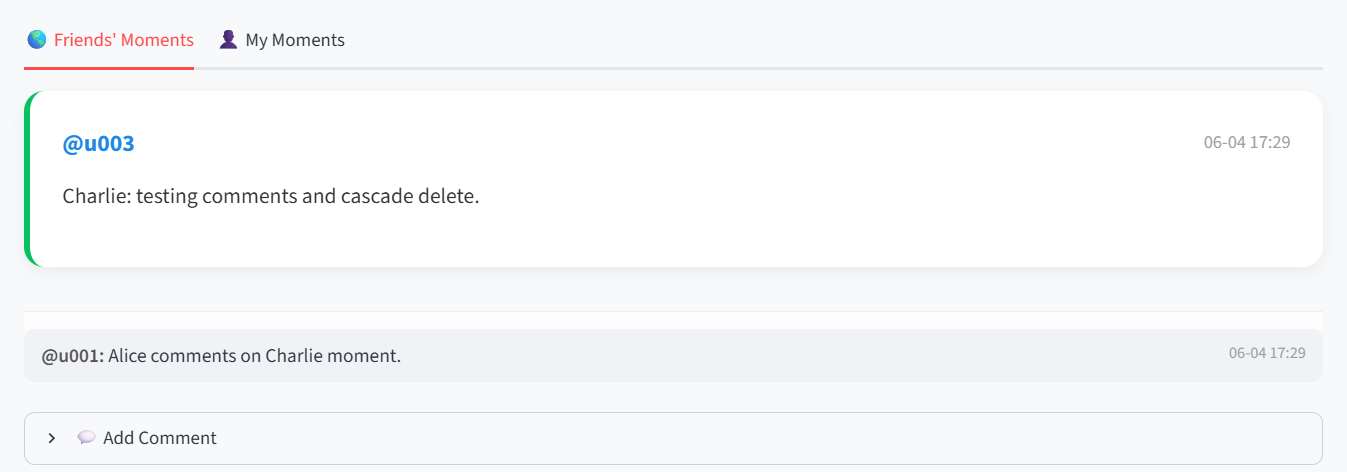 Friends' Moments My Moments
@u003 06-04 17:29
Charlie: testing comments and cascade delete.
@u001: Alice comments on Charlie moment. 06-04 17:29
Add Comment